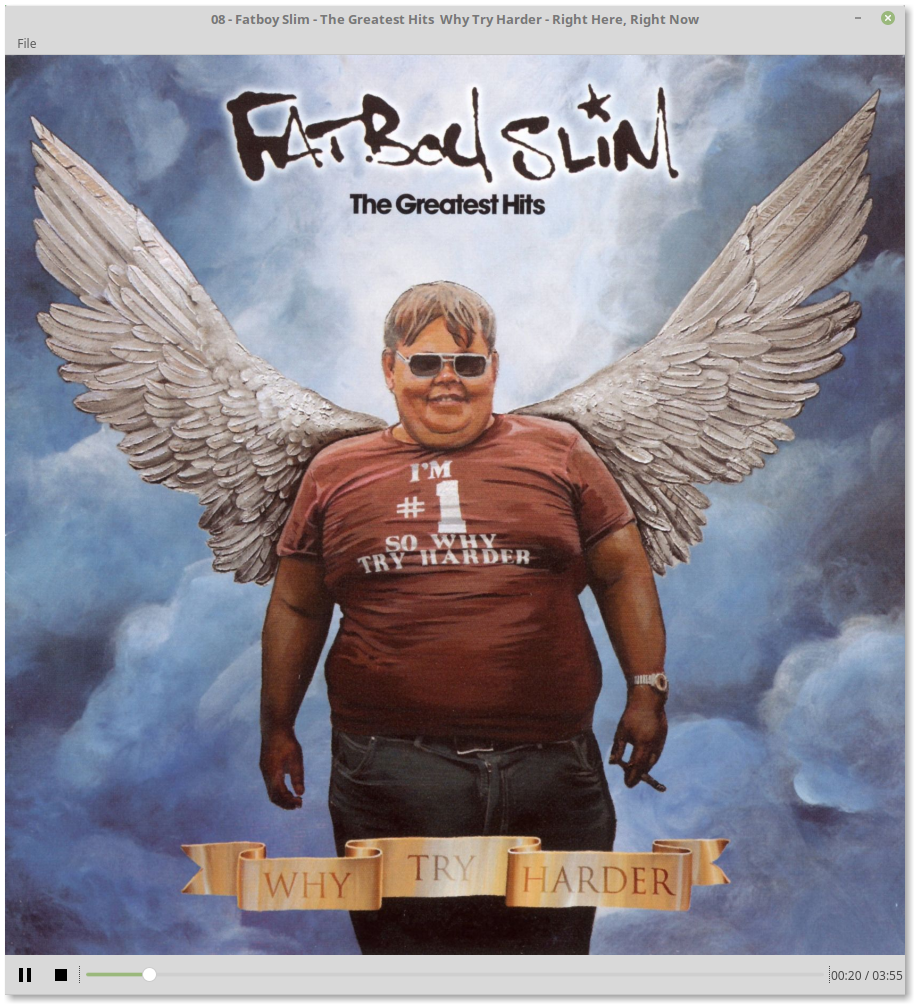 08 - Fatboy Slim - The Greatest Hits  Why Try Harder - Right Here, Right Now
File
FATBOY SLiM
The Greatest Hits
I'M
#1
SO WHY
TRY HARDER
WHY TRY HARDER
00:20 / 03:55